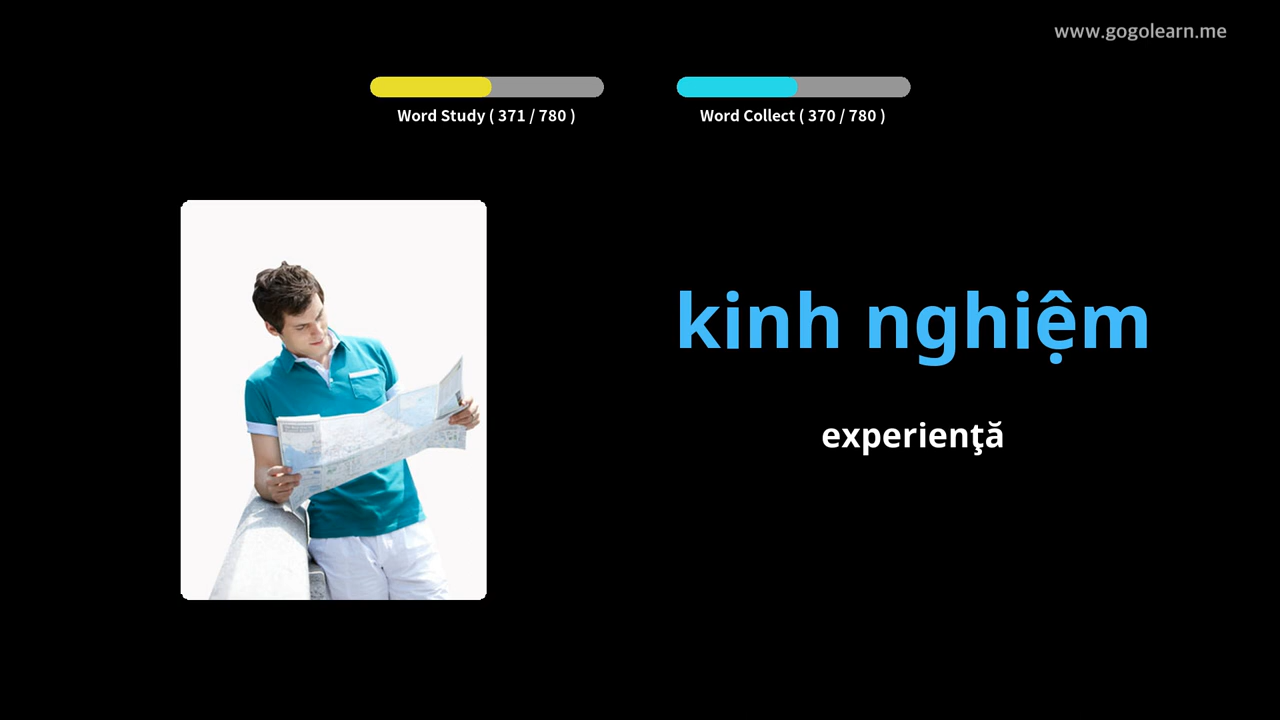 www.gogolearn.me
Word Study ( 371 / 780 )
Word Collect ( 370 / 780 )
kinh nghiệm
experienţă